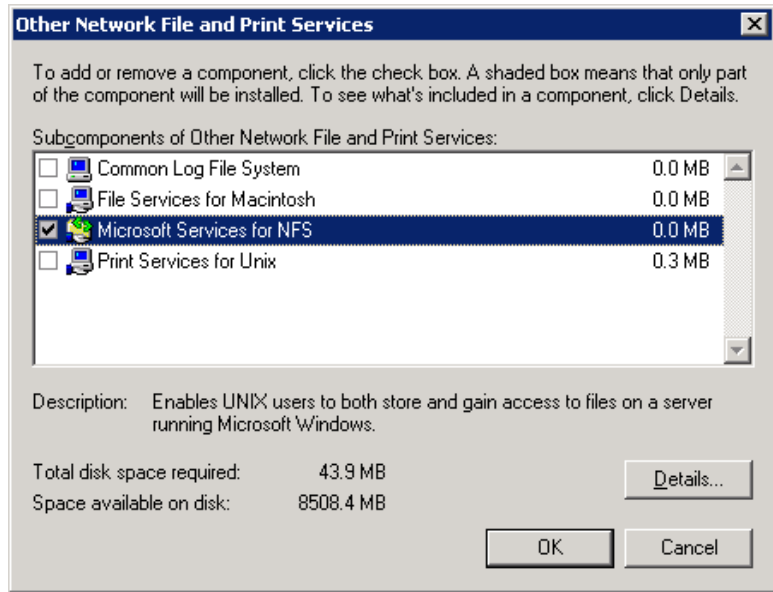 Other Network File and Print Services
To add or remove a component, click the check box. A shaded box means that only part
of the component will be installed. To see what's included in a component, click Details.
Subcomponents of Other Network File and Print Services:
Common Log File System 0.0 MB
File Services for Macintosh 0.0 MB
Microsoft Services for NFS 0.0 MB
Print Services for Unix 0.3 MB
Description: Enables UNIX users to both store and gain access to files on a server
running Microsoft Windows.
Total disk space required: 43.9 MB
Details...
Space available on disk: 8508.4 MB
OK Cancel